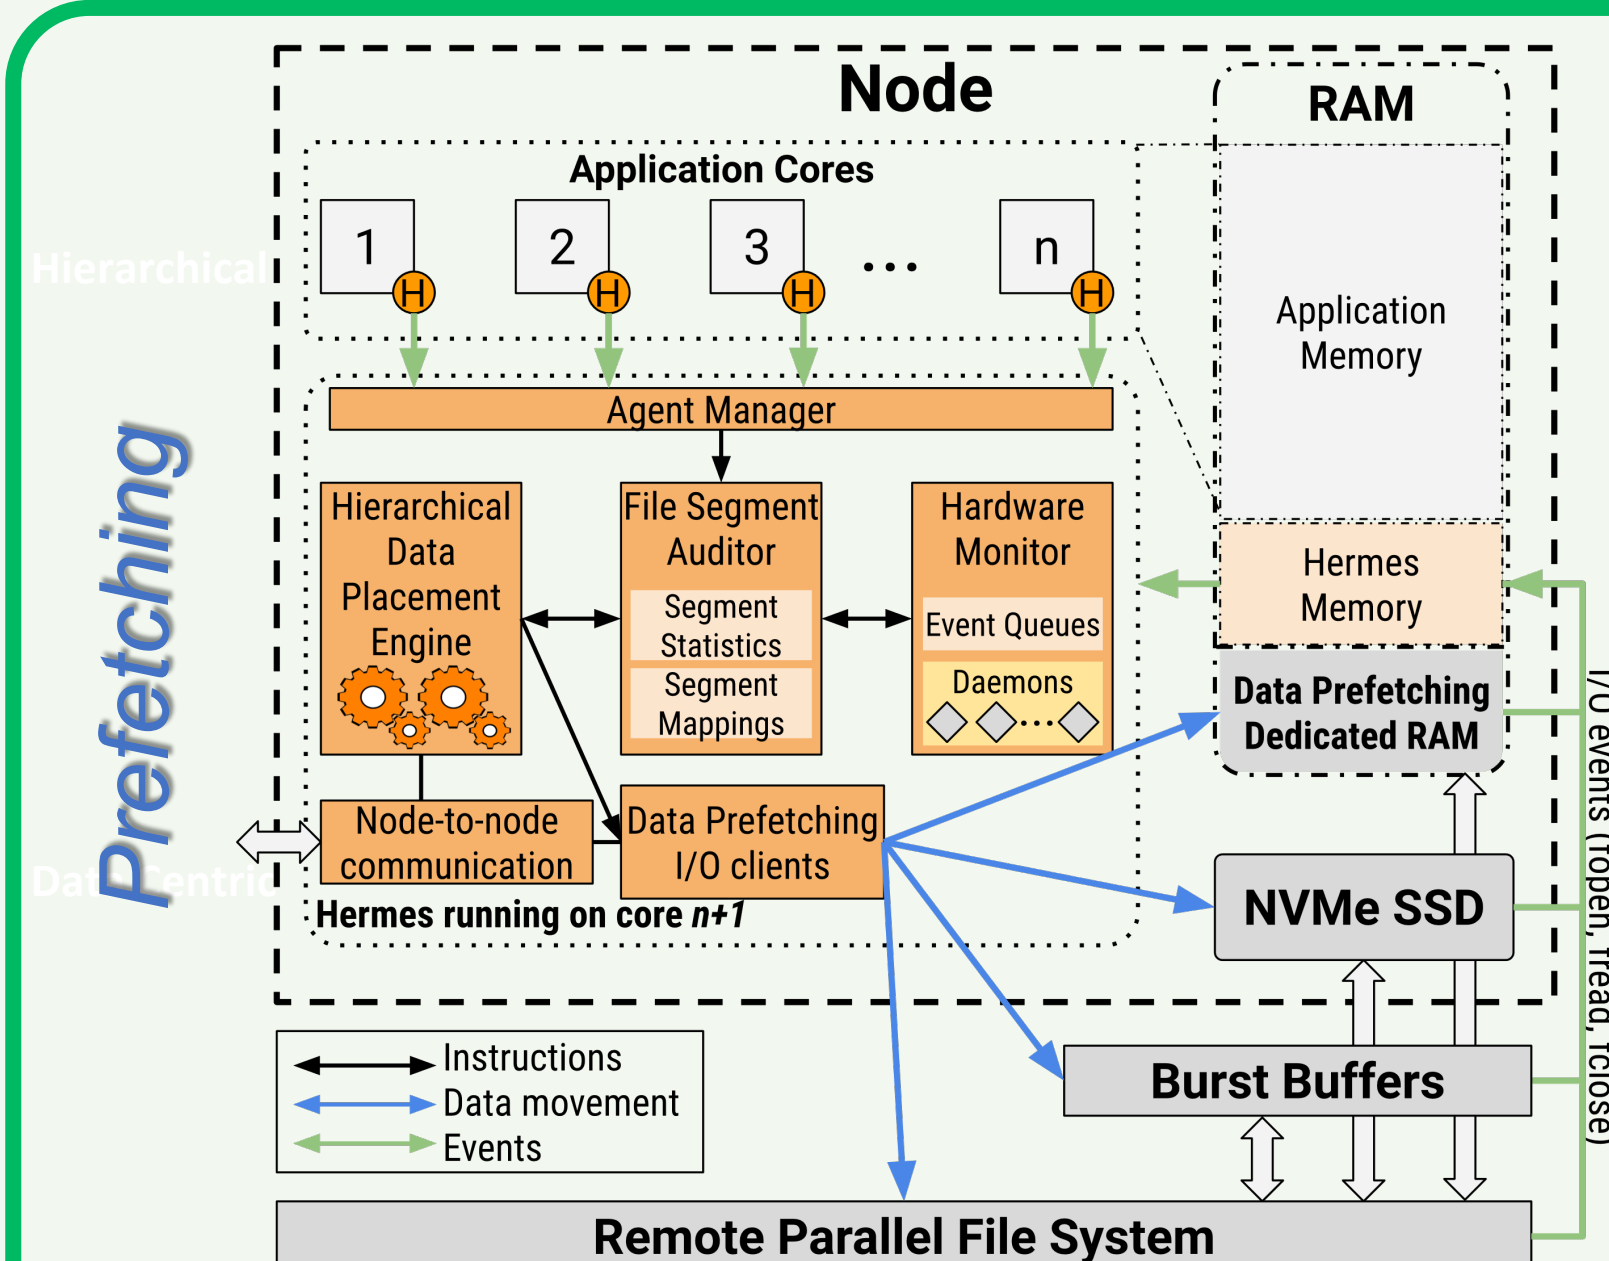 Node
RAM
Application Cores
1
2
3
...
n
H
H
H
H
Application
Memory
Hierarchical
Agent Manager
Hierarchical
Data
Placement
Engine
File Segment
Auditor
Segment
Statistics
Segment
Mappings
Hardware
Monitor
Event Queues
Daemons
Hermes
Memory
Data Prefetching
Dedicated RAM
Prefetching
Node-to-node
communication
Data Prefetching
I/O clients
Data Centric
Hermes running on core n+1
NVMe SSD
I/O events (fopen, fread, fclose)
Instructions
Data movement
Events
Burst Buffers
Remote Parallel File System